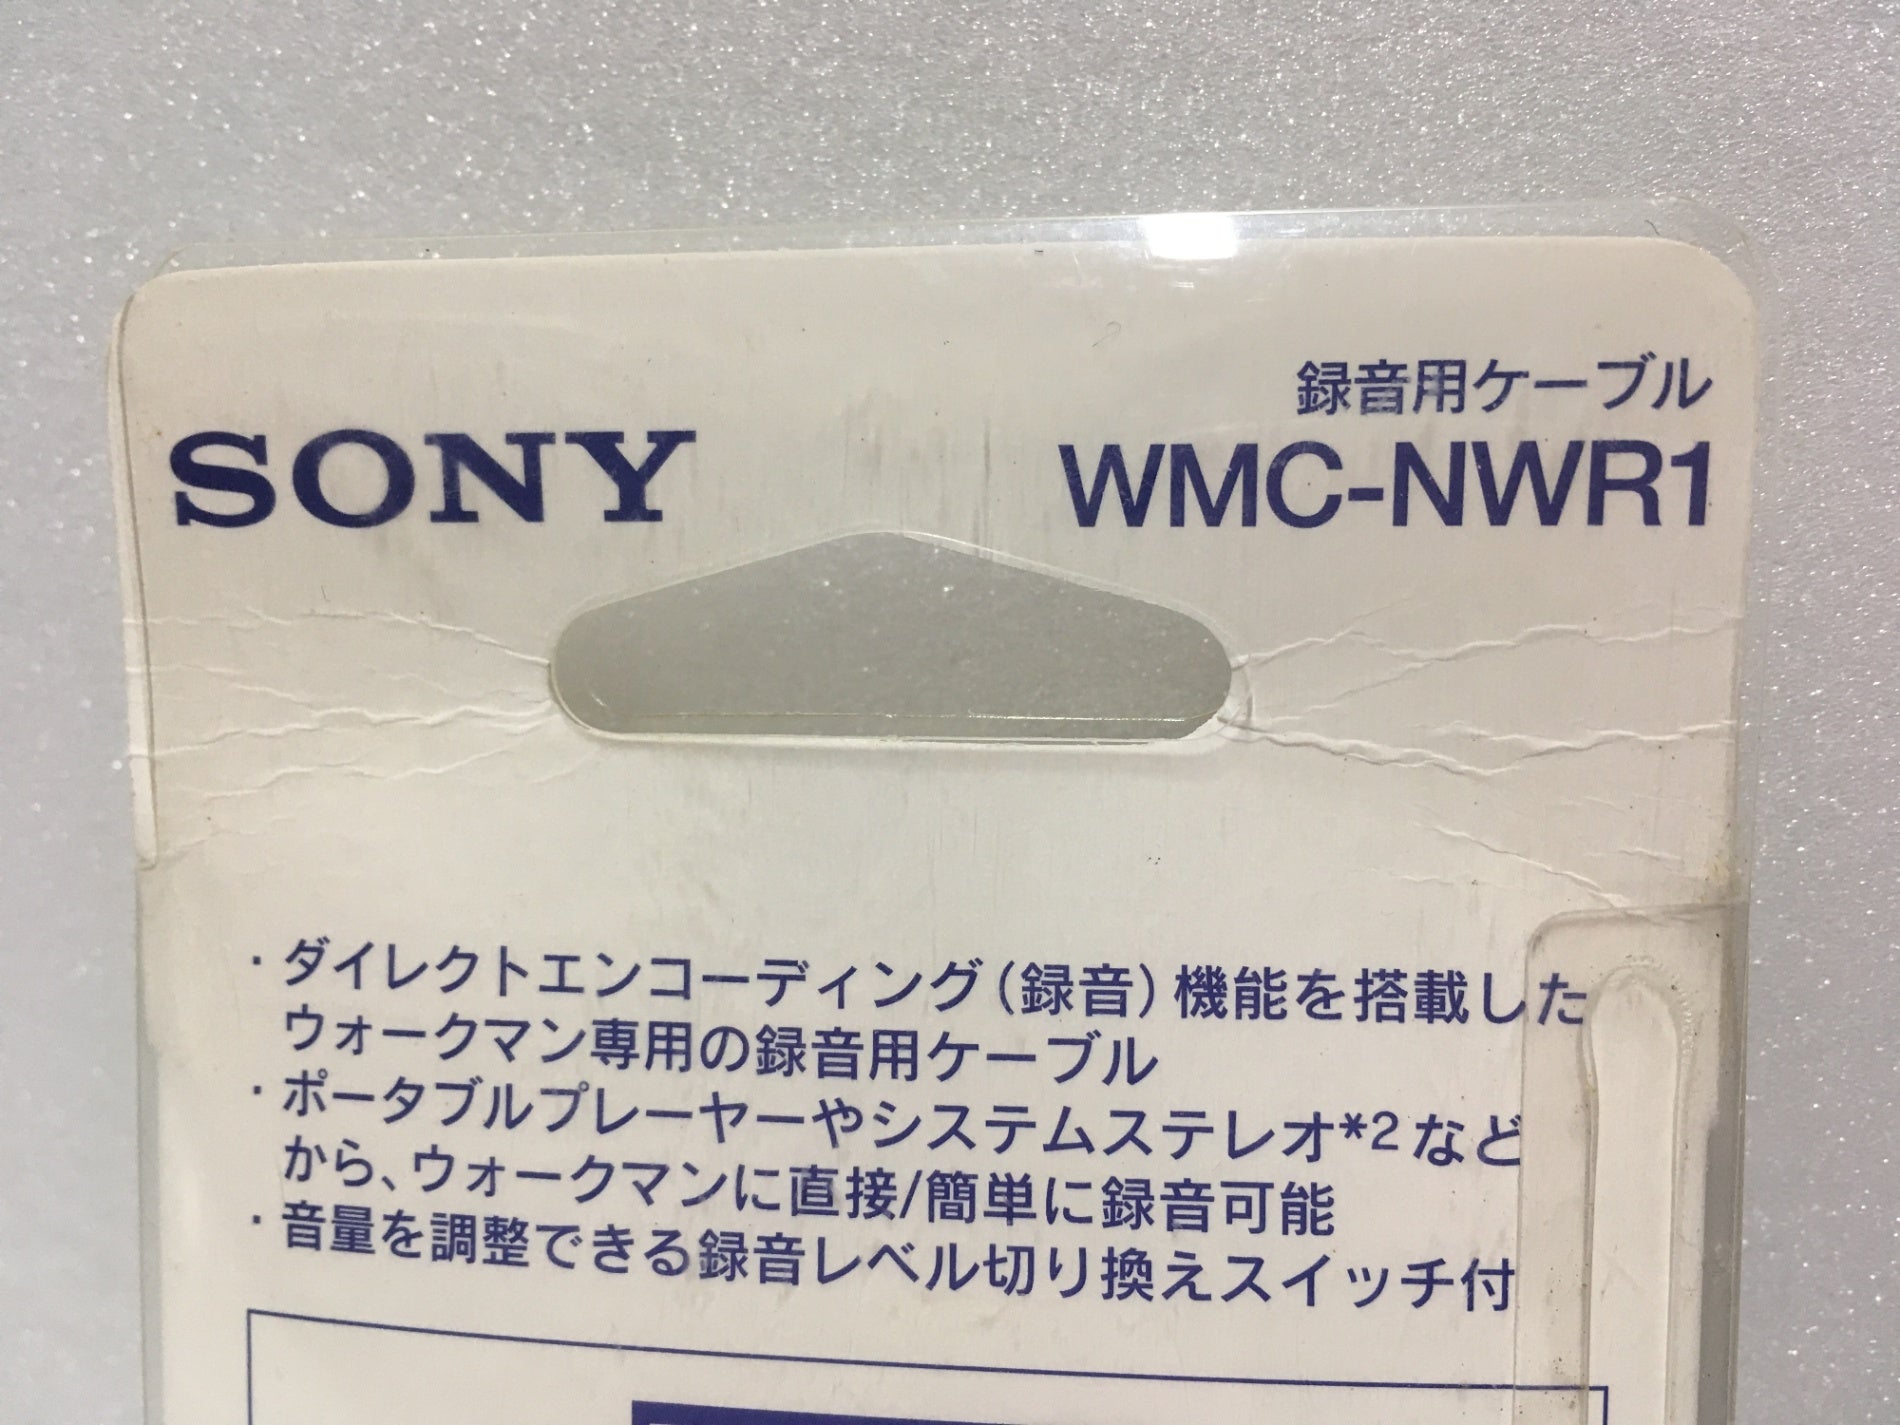 録音用ケーブル
SONY WMC-NWR1
・ダイレクトエンコーディング（録音）機能を搭載した
ウォークマン専用の録音用ケーブル
・ポータブルプレーヤーやシステムステレオ*2など
から、ウォークマンに直接/簡単に録音可能
・音量を調整できる録音レベル切り換えスイッチ付